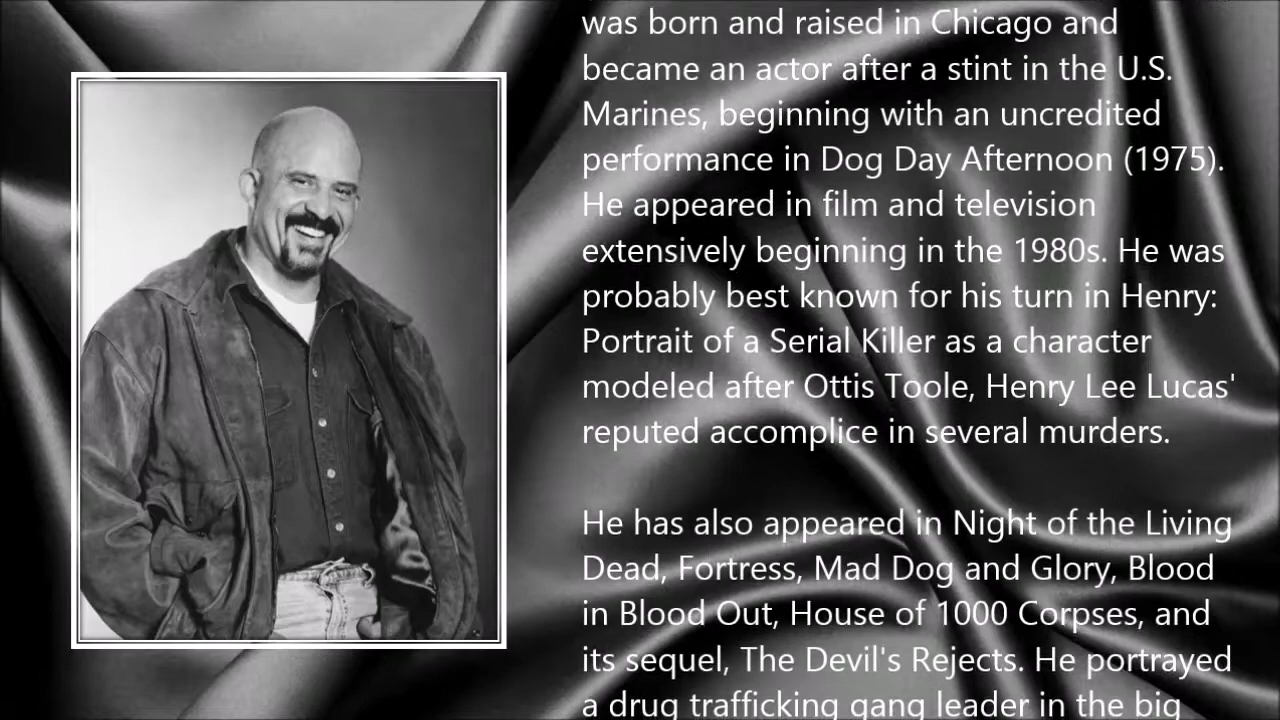 was born and raised in Chicago and
became an actor after a stint in the U.S.
Marines, beginning with an uncredited
performance in Dog Day Afternoon (1975).
He appeared in film and television
extensively beginning in the 1980s. He was
probably best known for his turn in Henry:
Portrait of a Serial Killer as a character
modeled after Ottis Toole, Henry Lee Lucas'
reputed accomplice in several murders.
He has also appeared in Night of the Living
Dead, Fortress, Mad Dog and Glory, Blood
in Blood Out, House of 1000 Corpses, and
its sequel, The Devil's Rejects. He portrayed
a drug trafficking gang leader in the big